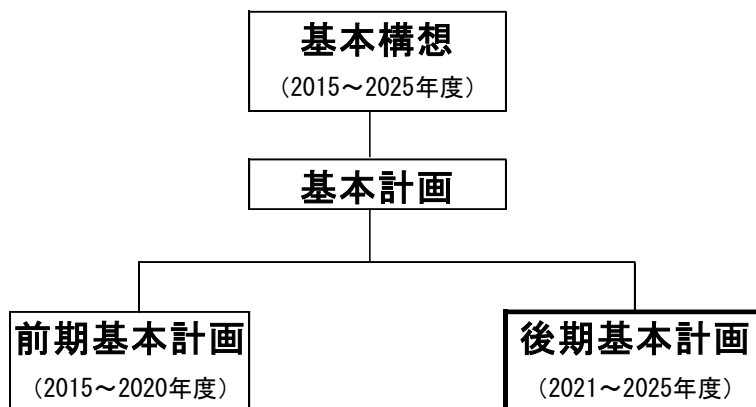 基本構想
（2015～2025年度）
基本計画
前期基本計画
（2015～2020年度）
後期基本計画
（2021～2025年度）